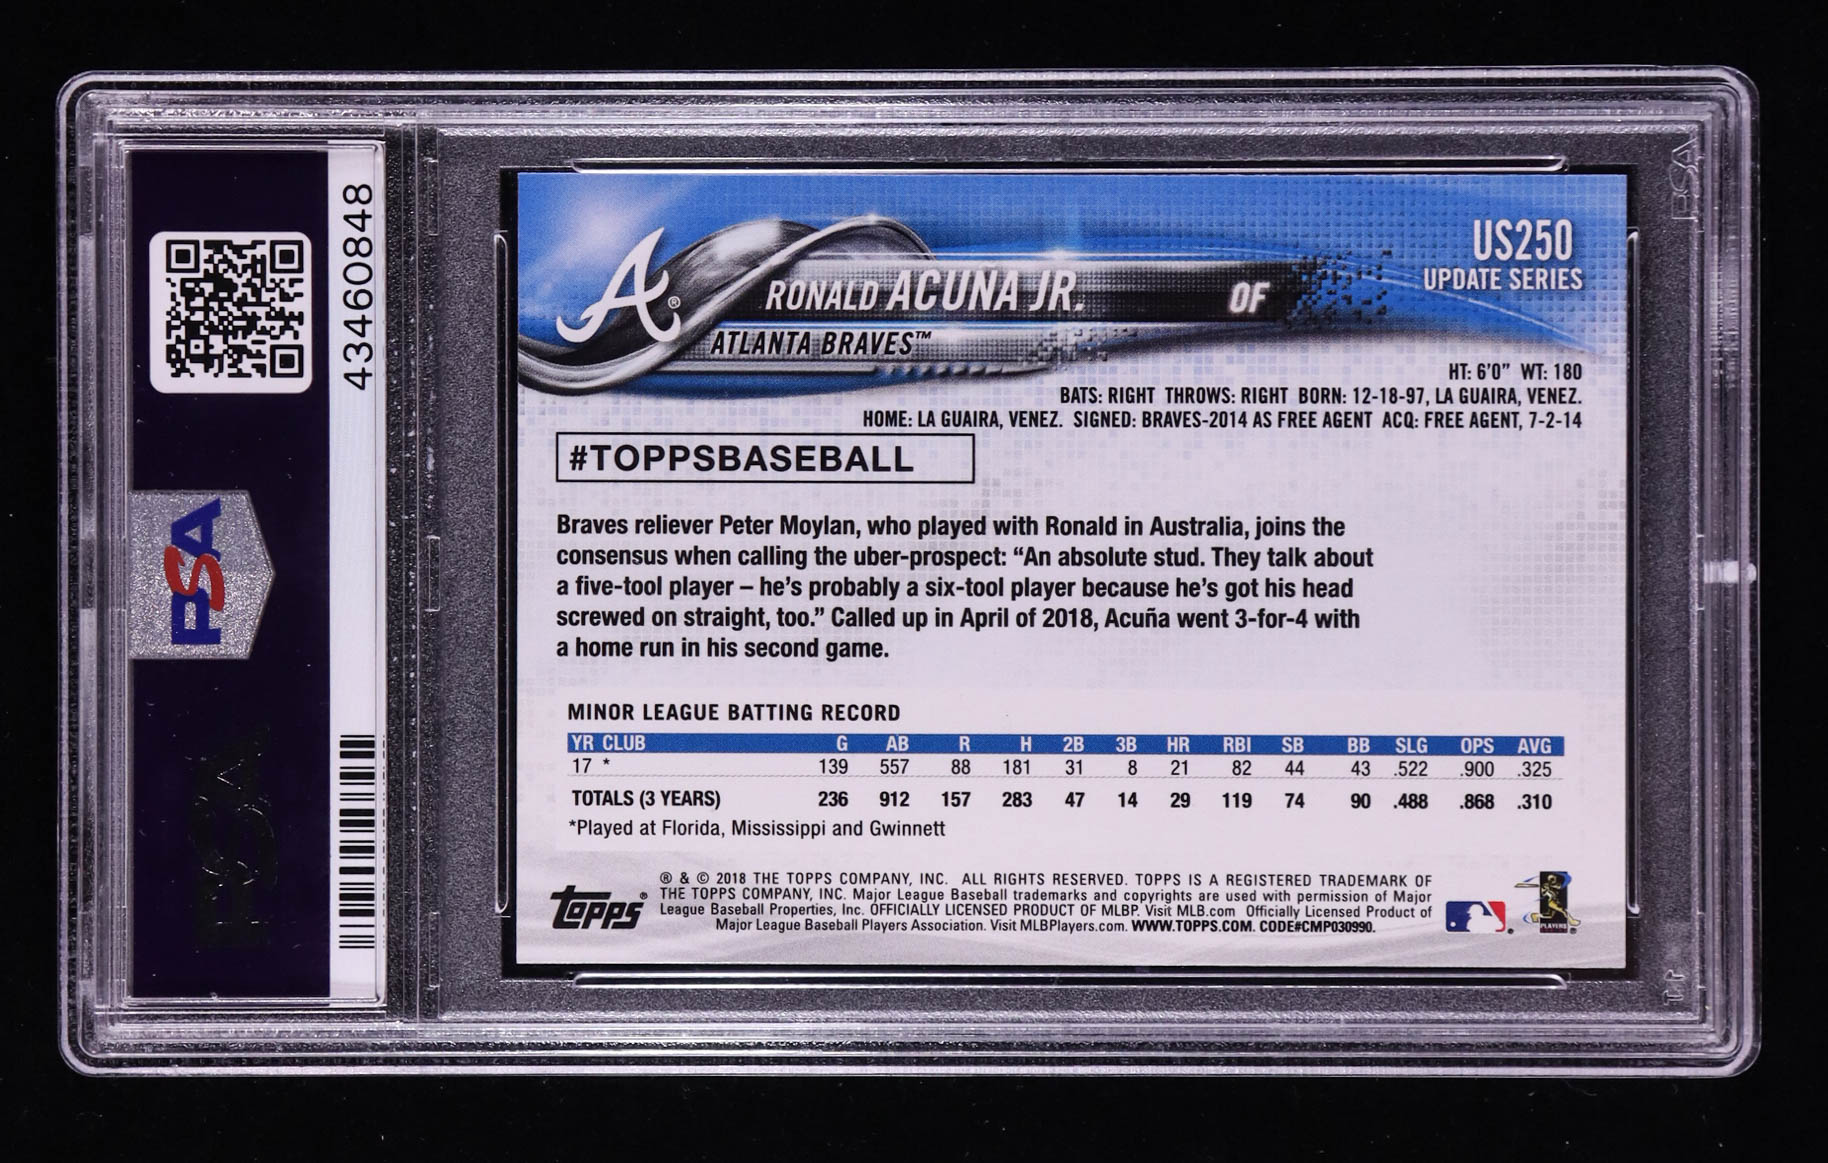 43460848
PSA
PSA
PSA
A®
US250
UPDATE SERIES
RONALD ACUNA JR. OF
ATLANTA BRAVES™
HT: 6'0" WT: 180
BATS: RIGHT THROWS: RIGHT BORN: 12-18-97, LA GUAIRA, VENEZ.
HOME: LA GUAIRA, VENEZ. SIGNED: BRAVES-2014 AS FREE AGENT ACQ: FREE AGENT, 7-2-14
#TOPPSBASEBALL
Braves reliever Peter Moylan, who played with Ronald in Australia, joins the
consensus when calling the uber-prospect: “An absolute stud. They talk about
a five-tool player – he’s probably a six-tool player because he’s got his head
screwed on straight, too.” Called up in April of 2018, Acuña went 3-for-4 with
a home run in his second game.
MINOR LEAGUE BATTING RECORD
YR CLUB G AB R H 2B 3B HR RBI SB BB SLG OPS AVG
17 * 139 557 88 181 31 8 21 82 44 43 .522 .900 .325
TOTALS (3 YEARS) 236 912 157 283 47 14 29 119 74 90 .488 .868 .310
*Played at Florida, Mississippi and Gwinnett
topps®
® & © 2018 THE TOPPS COMPANY, INC. ALL RIGHTS RESERVED. TOPPS IS A REGISTERED TRADEMARK OF
THE TOPPS COMPANY, INC. Major League Baseball trademarks and copyrights are used with permission of Major
League Baseball Properties, Inc. OFFICIALLY LICENSED PRODUCT OF MLBP. Visit MLB.com Officially Licensed Product of
Major League Baseball Players Association. Visit MLBPlayers.com. WWW.TOPPS.COM. CODE#CMP030990.
PLAYERS